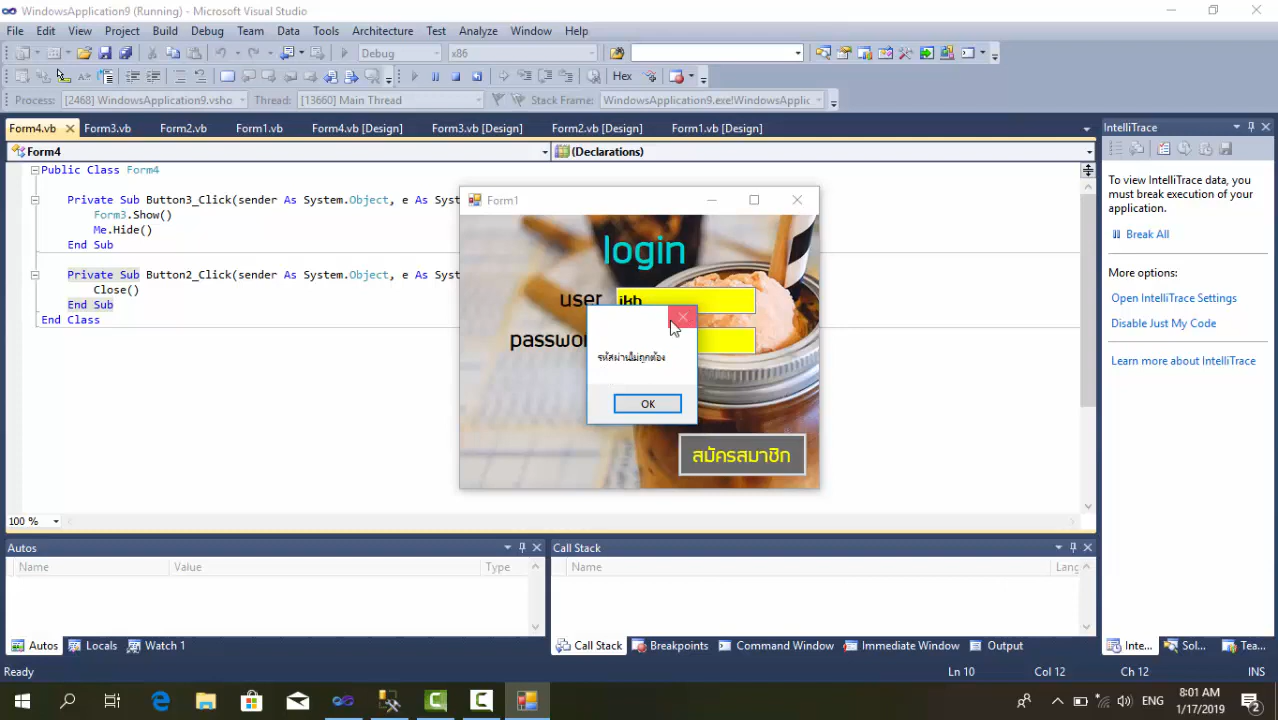 WindowsApplication9 (Running) - Microsoft Visual Studio
File Edit View Project Build Debug Team Data Tools Architecture Test Analyze Window Help
Debug x86
Hex
Process: [2468] WindowsApplication9.vsho Thread: [13660] Main Thread Stack Frame: WindowsApplication9.exe!WindowsApplic
Form4.vb Form3.vb Form2.vb Form1.vb Form4.vb [Design] Form3.vb [Design] Form2.vb [Design] Form1.vb [Design]
Form4 (Declarations)
Public Class Form4
Private Sub Button3_Click(sender As System.Object, e As Syst
Form3.Show()
Me.Hide()
End Sub
Private Sub Button2_Click(sender As System.Object, e As Syst
Close()
End Sub
End Class
100 %
Form1
login
user jkb
passwor
รหัสผ่านไม่ถูกต้อง
OK
สมัครสมาชิก
IntelliTrace
To view IntelliTrace data, you
must break execution of your
application.
Break All
More options:
Open IntelliTrace Settings
Disable Just My Code
Learn more about IntelliTrace
Autos
Name Value Type
Call Stack
Name Lang
Autos Locals Watch 1
Call Stack Breakpoints Command Window Immediate Window Output
Inte... Sol... Tea...
Ready Ln 10 Col 12 Ch 12 INS
ENG 8:01 AM
1/17/2019 2